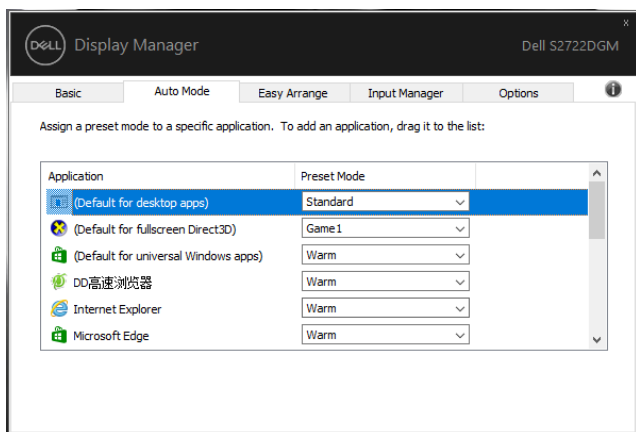 DELL Display Manager Dell S2722DGM
Basic Auto Mode Easy Arrange Input Manager Options
Assign a preset mode to a specific application. To add an application, drag it to the list:
Application Preset Mode
(Default for desktop apps) Standard
(Default for fullscreen Direct3D) Game1
(Default for universal Windows apps) Warm
DD高速浏览器 Warm
Internet Explorer Warm
Microsoft Edge Warm